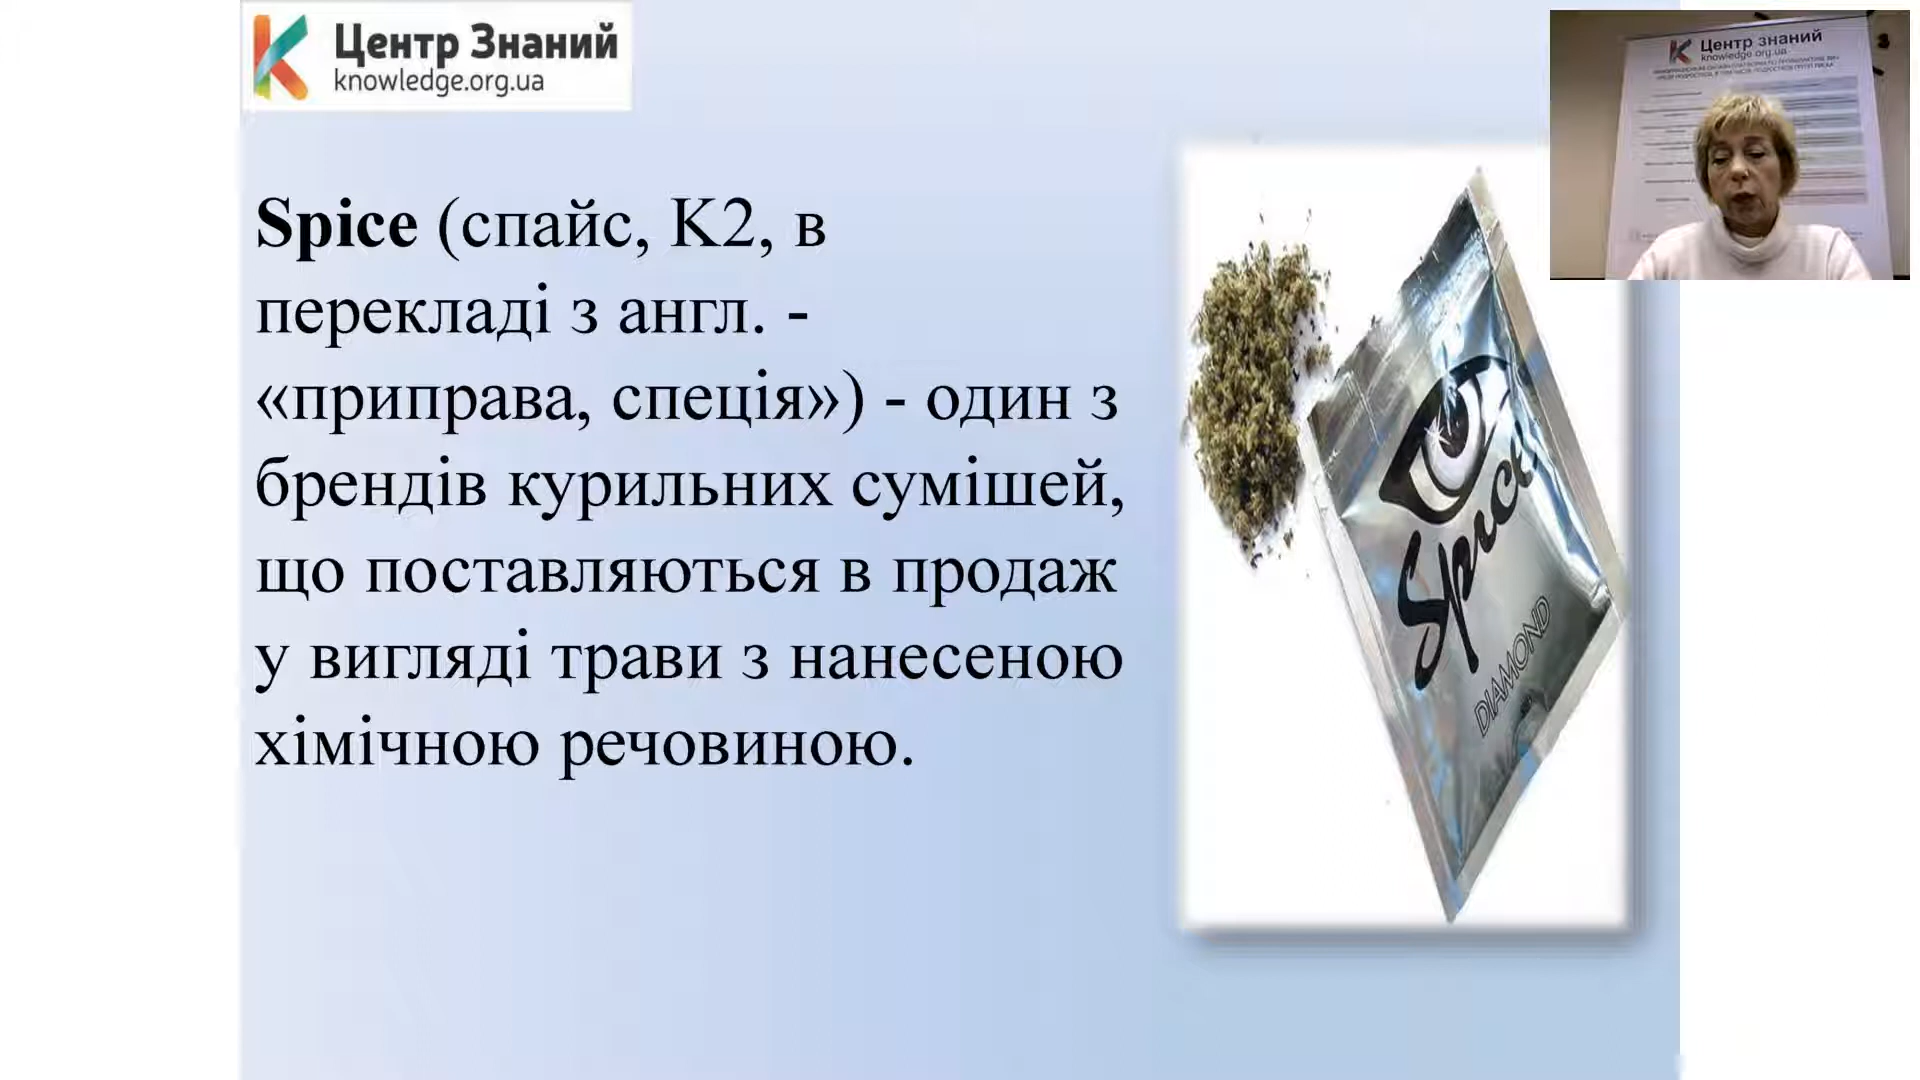 Центр Знаний
knowledge.org.ua
Центр знаний
knowledge.org.ua
Spice (спайс, K2, в
перекладі з англ. -
«приправа, спеція») - один з
брендів курильних сумішей,
що поставляються в продаж
у вигляді трави з нанесеною
хімічною речовиною.
Spice
DIAMOND